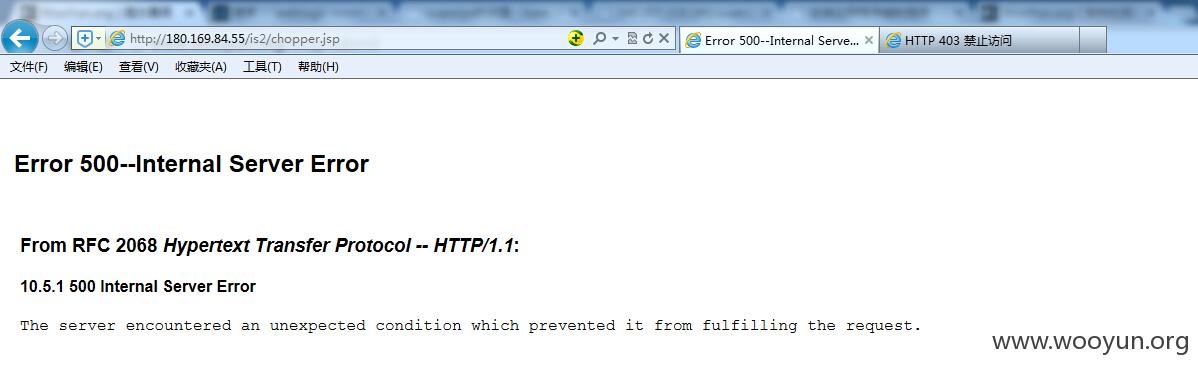 http://180.169.84.55/is2/chopper.jsp
Error 500--Internal Serve...
HTTP 403 禁止访问
文件(F) 编辑(E) 查看(V) 收藏夹(A) 工具(T) 帮助(H)
Error 500--Internal Server Error
From RFC 2068 Hypertext Transfer Protocol -- HTTP/1.1:
10.5.1 500 Internal Server Error
The server encountered an unexpected condition which prevented it from fulfilling the request.
www.wooyun.org